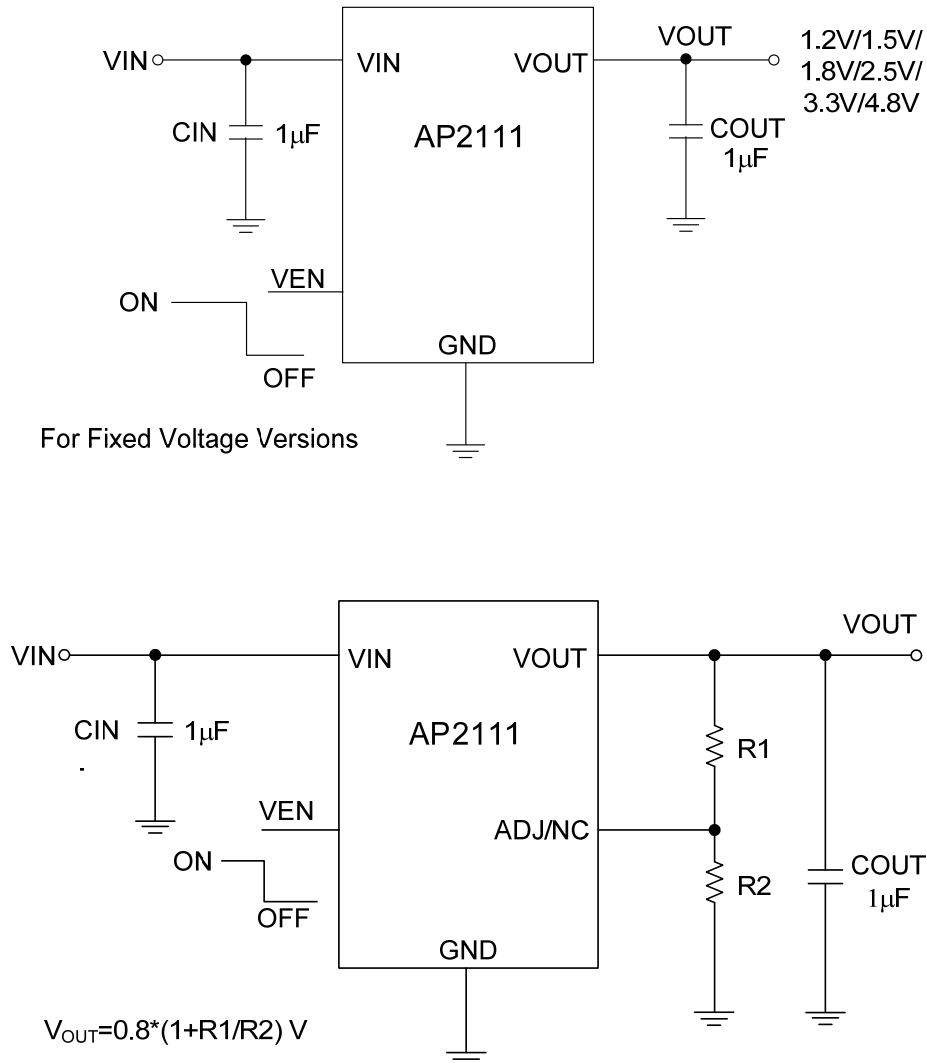 VOUT
1.2V/1.5V/
1.8V/2.5V/
3.3V/4.8V
VIN
VIN
VOUT
CIN
1μF
AP2111
COUT
1μF
VEN
ON
OFF
GND
For Fixed Voltage Versions
VOUT
VIN
VIN
VOUT
CIN
1μF
AP2111
R1
VEN
ADJ/NC
ON
OFF
R2
COUT
1μF
GND
VOUT=0.8*(1+R1/R2) V